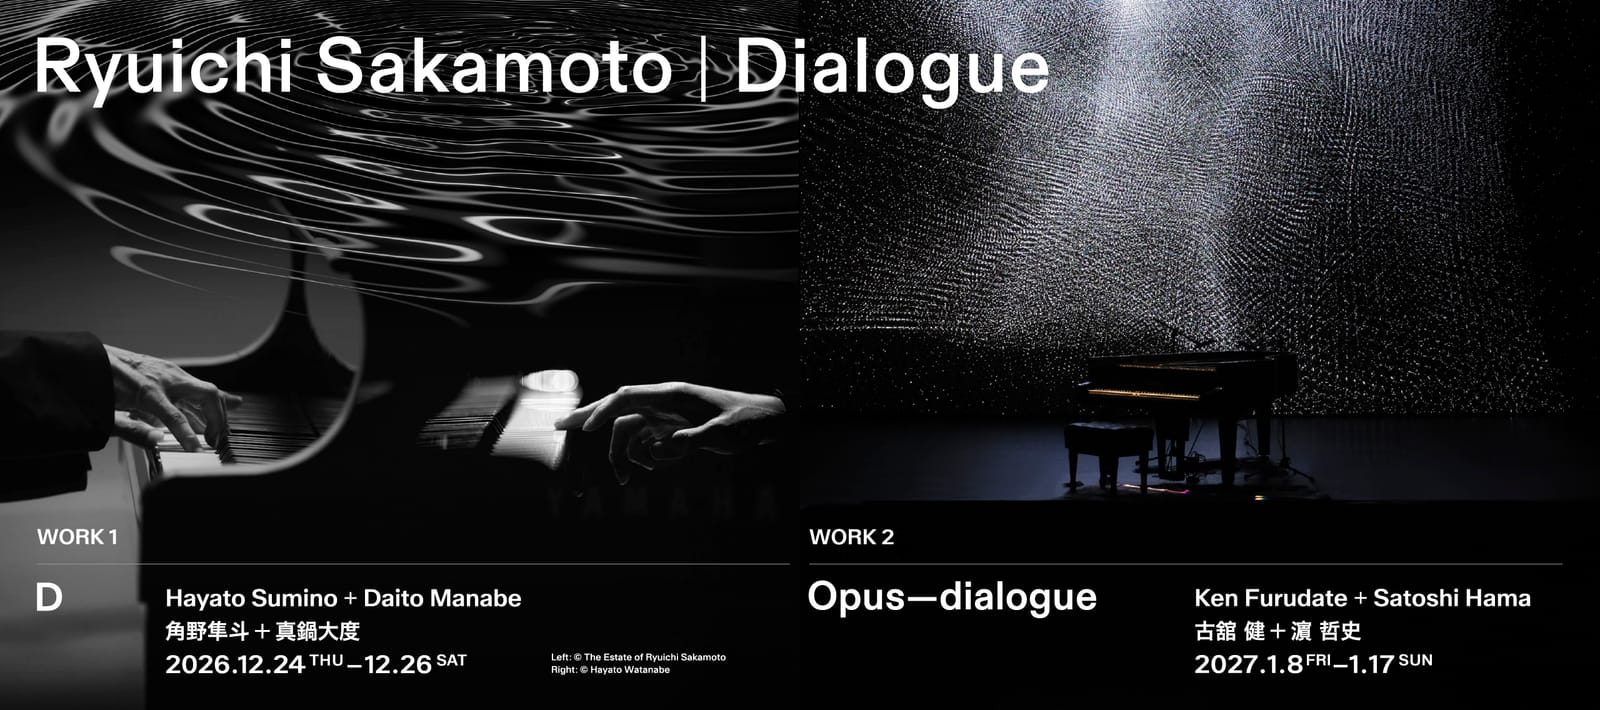 Ryuichi Sakamoto | Dialogue
WORK 1
D
Hayato Sumino + Daito Manabe
角野隼斗＋真鍋大度
2026.12.24 THU – 12.26 SAT
Left: © The Estate of Ryuichi Sakamoto
Right: © Hayato Watanabe
YAMAHA
WORK 2
Opus—dialogue
Ken Furudate + Satoshi Hama
古舘 健＋濵 哲史
2027.1.8 FRI – 1.17 SUN